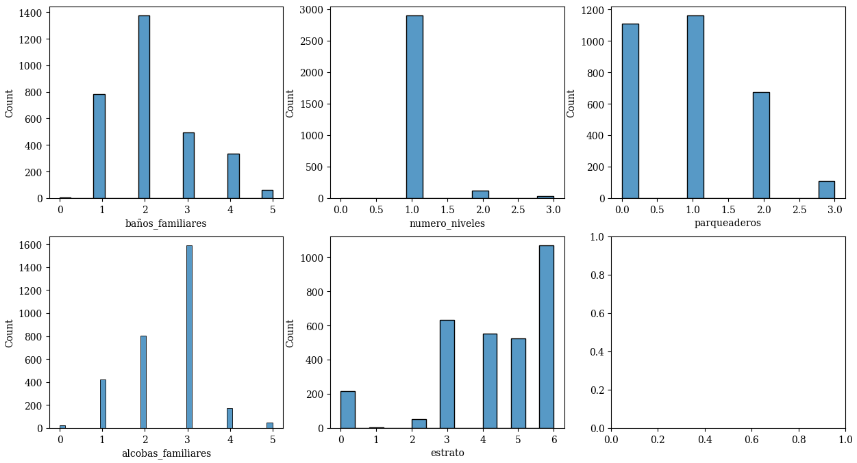 1400
1200
1000
800
600
400
200
0
Count
0 1 2 3 4 5
baños_familiares
3000
2500
2000
1500
1000
500
0
Count
0.0 0.5 1.0 1.5 2.0 2.5 3.0
numero_niveles
1200
1000
800
600
400
200
0
Count
0.0 0.5 1.0 1.5 2.0 2.5 3.0
parqueaderos
1600
1400
1200
1000
800
600
400
200
0
Count
0 1 2 3 4 5
alcobas_familiares
1000
800
600
400
200
0
Count
0 1 2 3 4 5 6
estrato
1.0
0.8
0.6
0.4
0.2
0.0
0.0 0.2 0.4 0.6 0.8 1.0